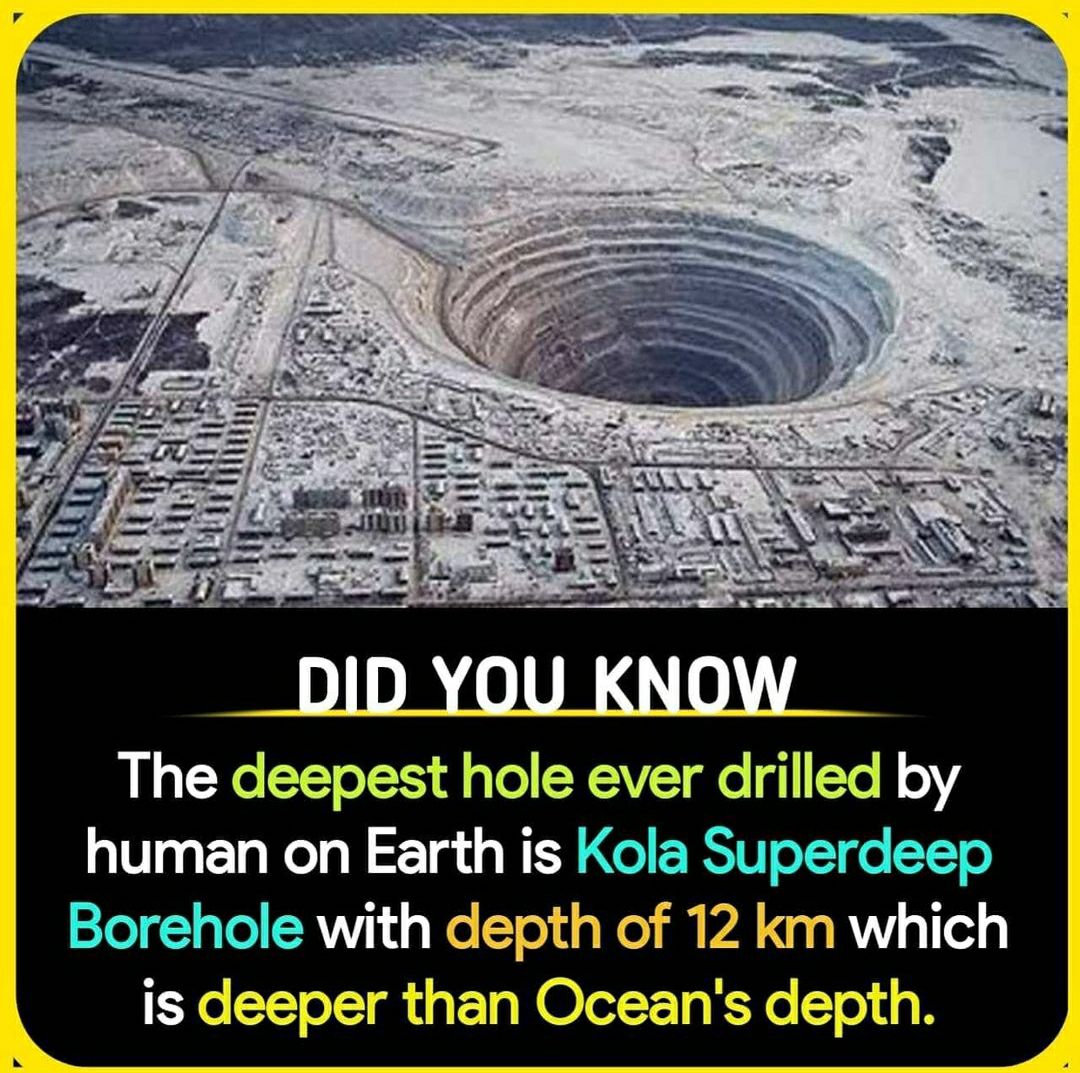 DID YOU KNOW
The deepest hole ever drilled by
human on Earth is Kola Superdeep
Borehole with depth of 12 km which
is deeper than Ocean's depth.